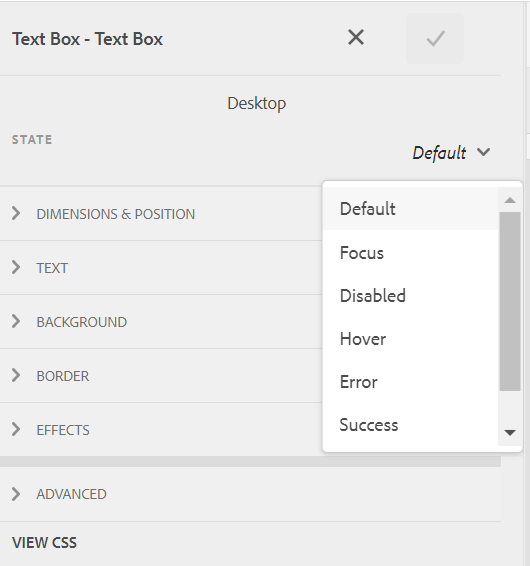 Text Box - Text Box
Desktop
STATE
Default
Default
Focus
Disabled
Hover
Error
Success
DIMENSIONS & POSITION
TEXT
BACKGROUND
BORDER
EFFECTS
ADVANCED
VIEW CSS